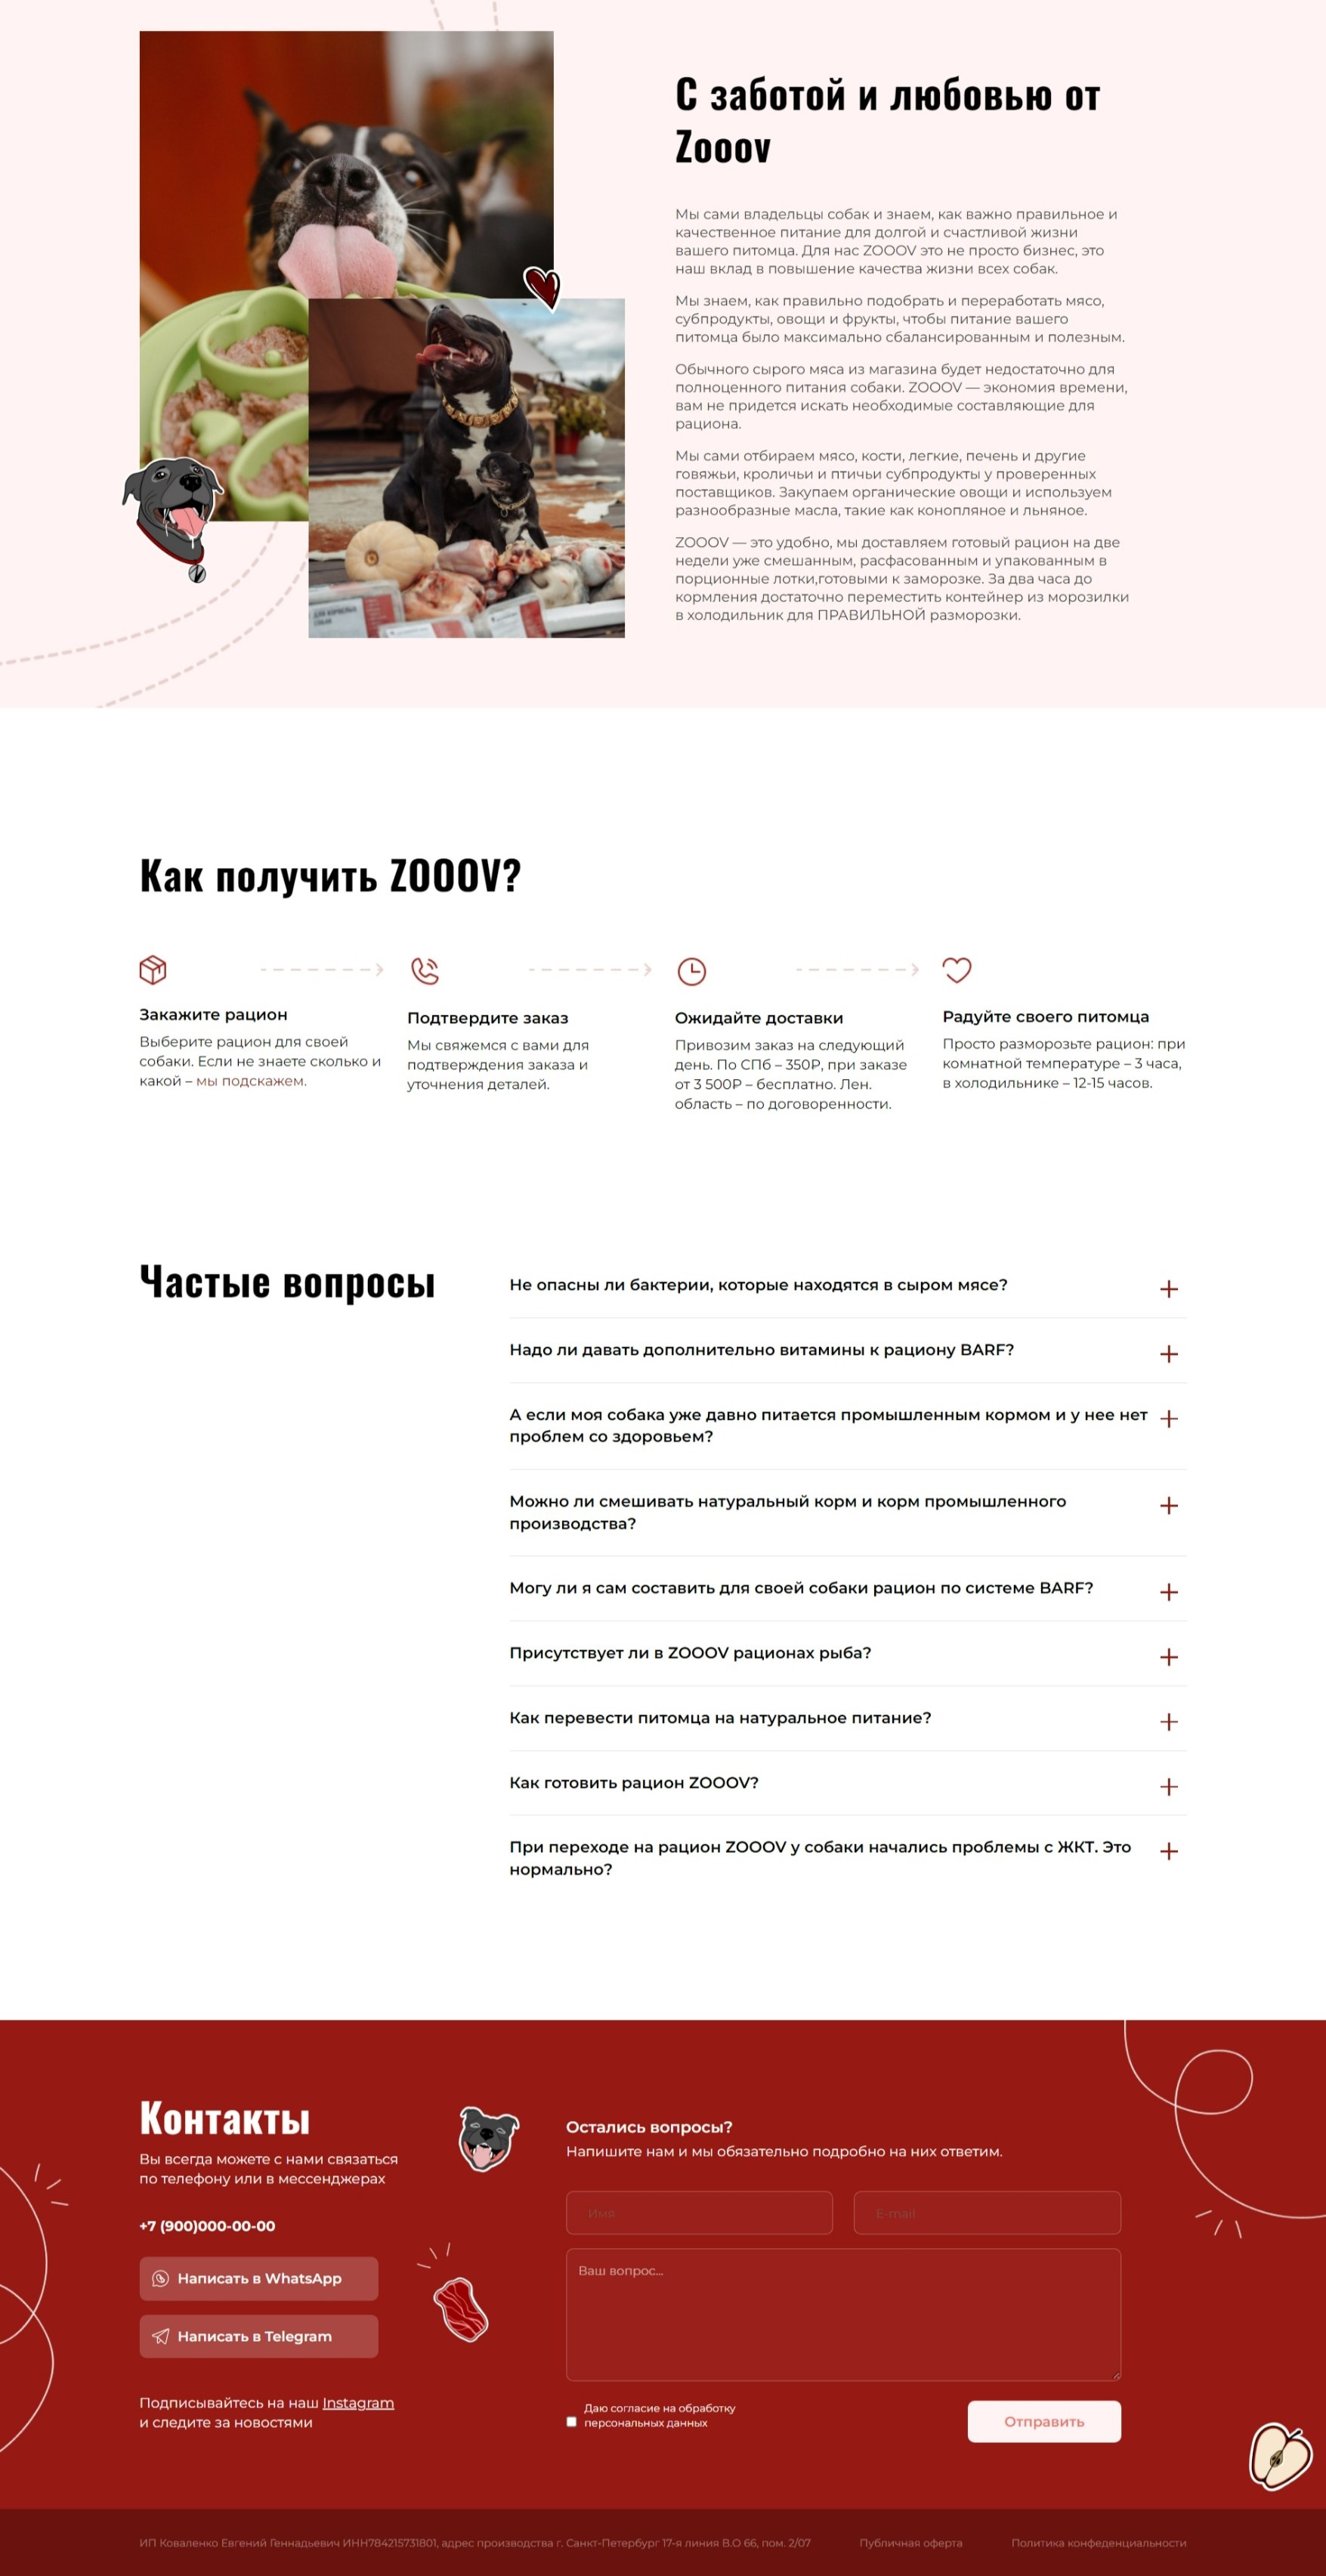 С заботой и любовью от
Zooov
Мы сами владельцы собак и знаем, как важно правильное и
качественное питание для долгой и счастливой жизни
вашего питомца. Для нас ZOOOV это не просто бизнес, это
наш вклад в повышение качества жизни всех собак.
Мы знаем, как правильно подобрать и переработать мясо,
субпродукты, овощи и фрукты, чтобы питание вашего
питомца было максимально сбалансированным и полезным.
Обычного сырого мяса из магазина будет недостаточно для
полноценного питания собаки. ZOOOV — экономия времени,
вам не придется искать необходимые составляющие для
рациона.
Мы сами отбираем мясо, кости, легкие, печень и другие
говяжьи, кроличьи и птичьи субпродукты у проверенных
поставщиков. Закупаем органические овощи и используем
разнообразные масла, такие как конопляное и льняное.
ZOOOV — это удобно, мы доставляем готовый рацион на две
недели уже смешанным, расфасованным и упакованным в
порционные лотки,готовыми к заморозке. За два часа до
кормления достаточно переместить контейнер из морозилки
в холодильник для ПРАВИЛЬНОЙ разморозки.
Как получить ZOOOV?
Закажите рацион
Выберите рацион для своей
собаки. Если не знаете сколько и
какой – мы подскажем.
Подтвердите заказ
Мы свяжемся с вами для
подтверждения заказа и
уточнения деталей.
Ожидайте доставки
Привозим заказ на следующий
день. По СПб – 350Р, при заказе
от 3 500Р – бесплатно. Лен.
область – по договоренности.
Радуйте своего питомца
Просто разморозьте рацион: при
комнатной температуре – 3 часа,
в холодильнике – 12-15 часов.
Частые вопросы
Не опасны ли бактерии, которые находятся в сыром мясе?
Надо ли давать дополнительно витамины к рациону BARF?
А если моя собака уже давно питается промышленным кормом и у нее нет
проблем со здоровьем?
Можно ли смешивать натуральный корм и корм промышленного
производства?
Могу ли я сам составить для своей собаки рацион по системе BARF?
Присутствует ли в ZOOOV рационах рыба?
Как перевести питомца на натуральное питание?
Как готовить рацион ZOOOV?
При переходе на рацион ZOOOV у собаки начались проблемы с ЖКТ. Это
нормально?
Контакты
Вы всегда можете с нами связаться
по телефону или в мессенджерах
+7 (900)000-00-00
Написать в WhatsApp
Написать в Telegram
Подписывайтесь на наш Instagram
и следите за новостями
Остались вопросы?
Напишите нам и мы обязательно подробно на них ответим.
Имя
E-mail
Ваш вопрос...
Даю согласие на обработку
персональных данных
Отправить
ИП Коваленко Евгений Геннадьевич ИНН784215731801, адрес производства г. Санкт-Петербург 17-я линия В.О 66, пом. 2/07
Публичная оферта
Политика конфеденциальности